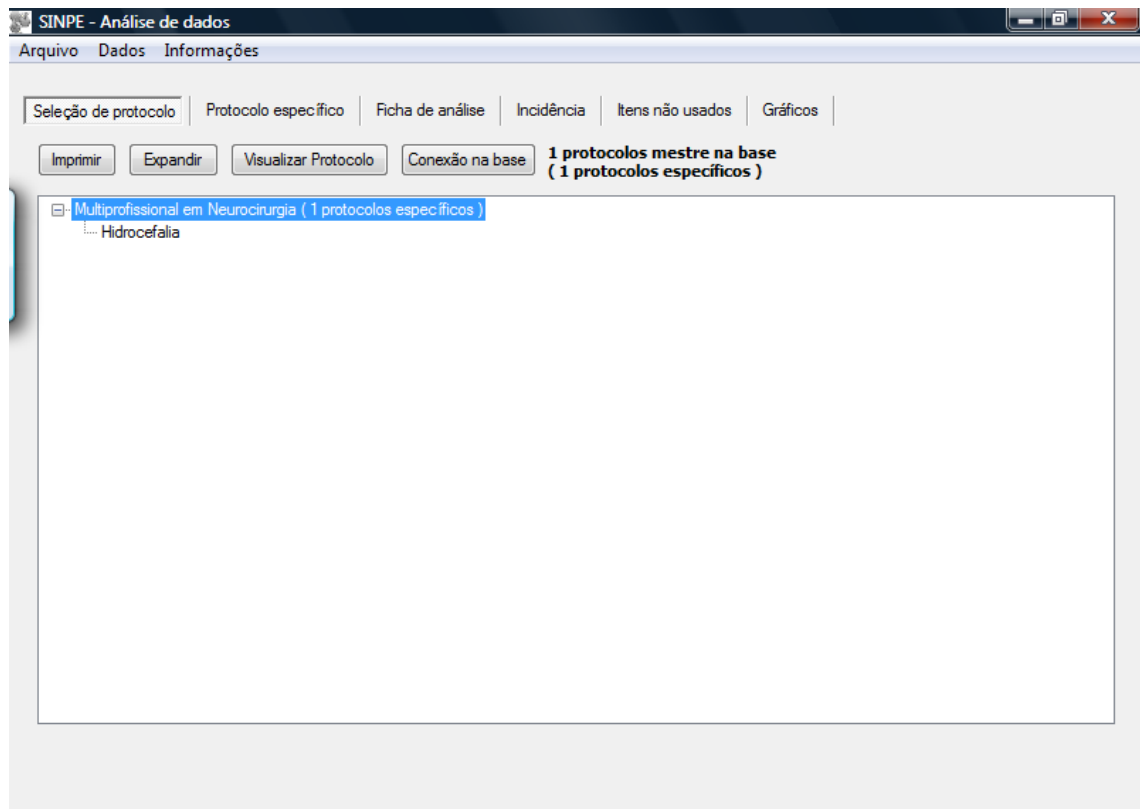 SINPE - Análise de dados
Arquivo Dados Informações
Seleção de protocolo Protocolo específico Ficha de análise Incidência Itens não usados Gráficos
Imprimir Expandir Visualizar Protocolo Conexão na base 1 protocolos mestre na base
( 1 protocolos específicos )
Multiprofissional em Neurocirurgia ( 1 protocolos específicos )
Hidrocefalia